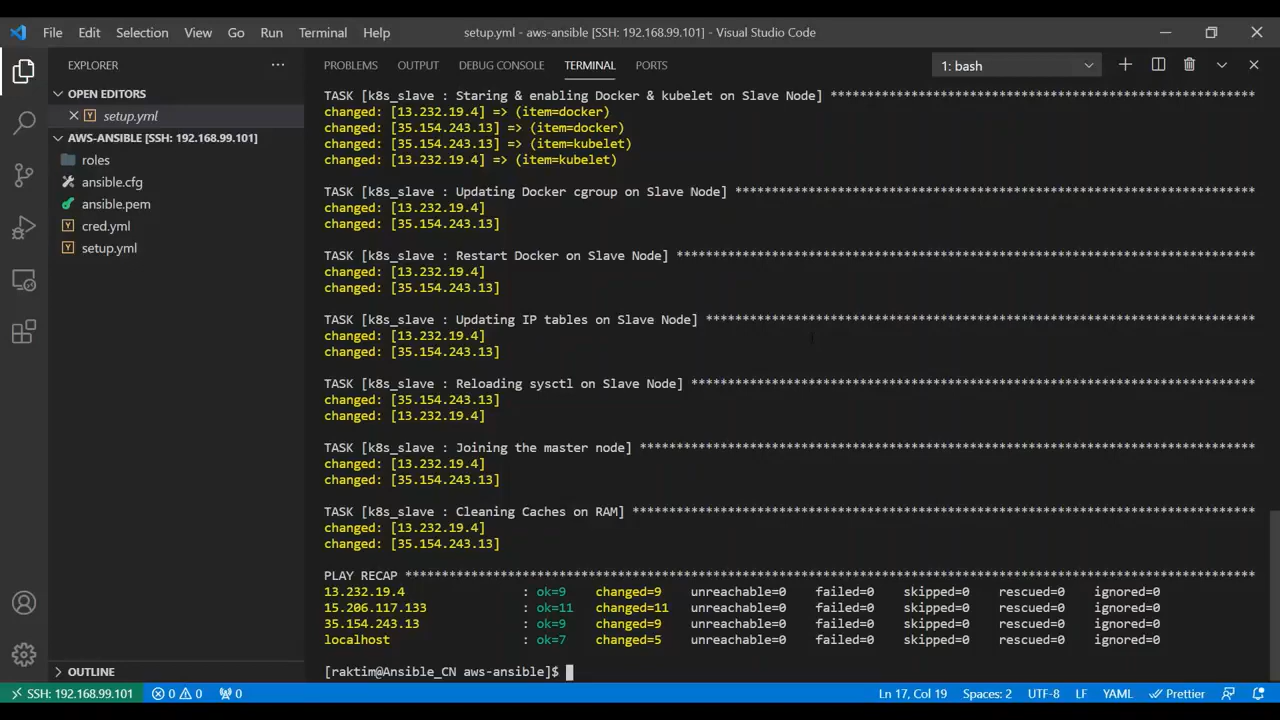 File Edit Selection View Go Run Terminal Help setup.yml - aws-ansible [SSH: 192.168.99.101] - Visual Studio Code
EXPLORER
OPEN EDITORS
setup.yml
AWS-ANSIBLE [SSH: 192.168.99.101]
roles
ansible.cfg
ansible.pem
cred.yml
setup.yml
OUTLINE
PROBLEMS OUTPUT DEBUG CONSOLE TERMINAL PORTS 1: bash
TASK [k8s_slave : Staring & enabling Docker & kubelet on Slave Node] **********************************************************
changed: [13.232.19.4] => (item=docker)
changed: [35.154.243.13] => (item=docker)
changed: [35.154.243.13] => (item=kubelet)
changed: [13.232.19.4] => (item=kubelet)
TASK [k8s_slave : Updating Docker cgroup on Slave Node] ***********************************************************************
changed: [13.232.19.4]
changed: [35.154.243.13]
TASK [k8s_slave : Restart Docker on Slave Node] *******************************************************************************
changed: [13.232.19.4]
changed: [35.154.243.13]
TASK [k8s_slave : Updating IP tables on Slave Node] ***************************************************************************
changed: [13.232.19.4]
changed: [35.154.243.13]
TASK [k8s_slave : Reloading sysctl on Slave Node] *****************************************************************************
changed: [35.154.243.13]
changed: [13.232.19.4]
TASK [k8s_slave : Joining the master node] ************************************************************************************
changed: [13.232.19.4]
changed: [35.154.243.13]
TASK [k8s_slave : Cleaning Caches on RAM] *************************************************************************************
changed: [13.232.19.4]
changed: [35.154.243.13]
PLAY RECAP ********************************************************************************************************************
13.232.19.4 : ok=9 changed=9 unreachable=0 failed=0 skipped=0 rescued=0 ignored=0
15.206.117.133 : ok=11 changed=11 unreachable=0 failed=0 skipped=0 rescued=0 ignored=0
35.154.243.13 : ok=9 changed=9 unreachable=0 failed=0 skipped=0 rescued=0 ignored=0
localhost : ok=7 changed=5 unreachable=0 failed=0 skipped=0 rescued=0 ignored=0
[raktim@Ansible_CN aws-ansible]$
SSH: 192.168.99.101 0 0 0 Ln 17, Col 19 Spaces: 2 UTF-8 LF YAML Prettier